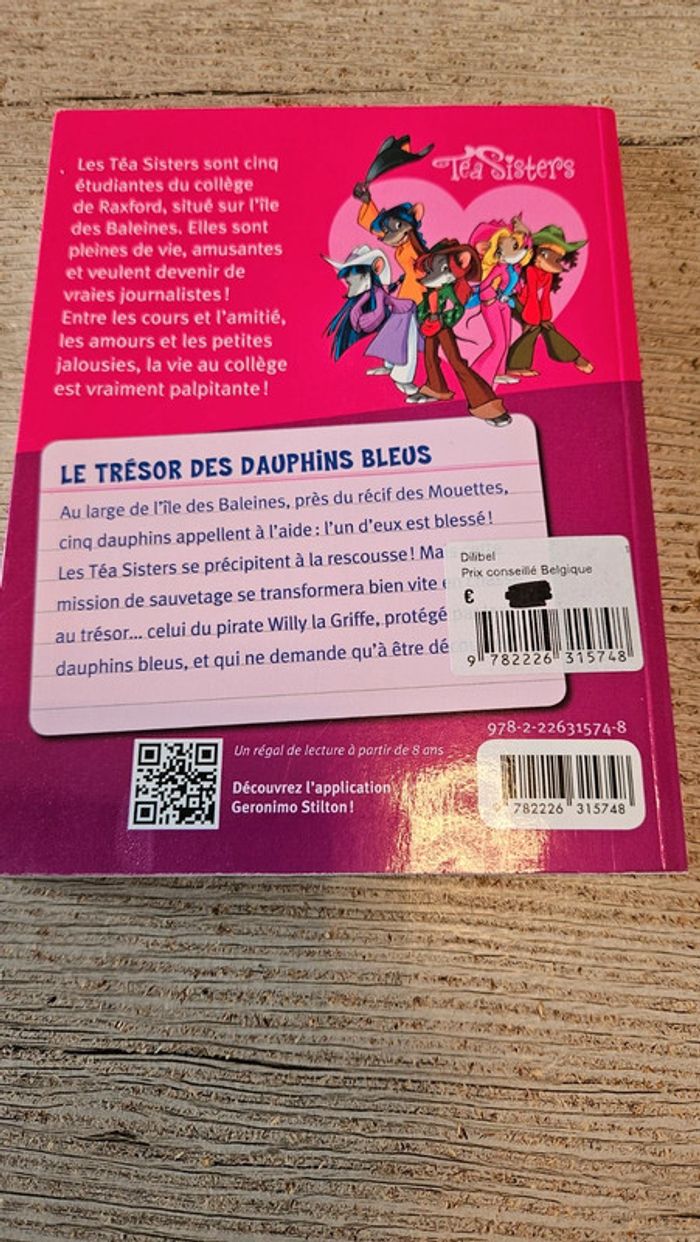 Les Téa Sisters sont cinq
étudiantes du collège
de Raxford, situé sur l'île
des Baleines. Elles sont
pleines de vie, amusantes
et veulent devenir de
vraies journalistes !
Entre les cours et l'amitié,
les amours et les petites
jalousies, la vie au collège
est vraiment palpitante !
Téa Sisters
LE TRÉSOR DES DAUPHINS BLEUS
Au large de l'île des Baleines, près du récif des Mouettes,
cinq dauphins appellent à l'aide : l'un d'eux est blessé !
Les Téa Sisters se précipitent à la rescousse !
mission de sauvetage se transformera bien vite
au trésor... celui du pirate Willy la Griffe, protégé
dauphins bleus, et qui ne demande qu'à être
Dilibel
Prix conseillé Belgique
€
9 782226 315748
978-2-22631574-8
Un régal de lecture à partir de 8 ans
Découvrez l'application
Geronimo Stilton !
9 782226 315748